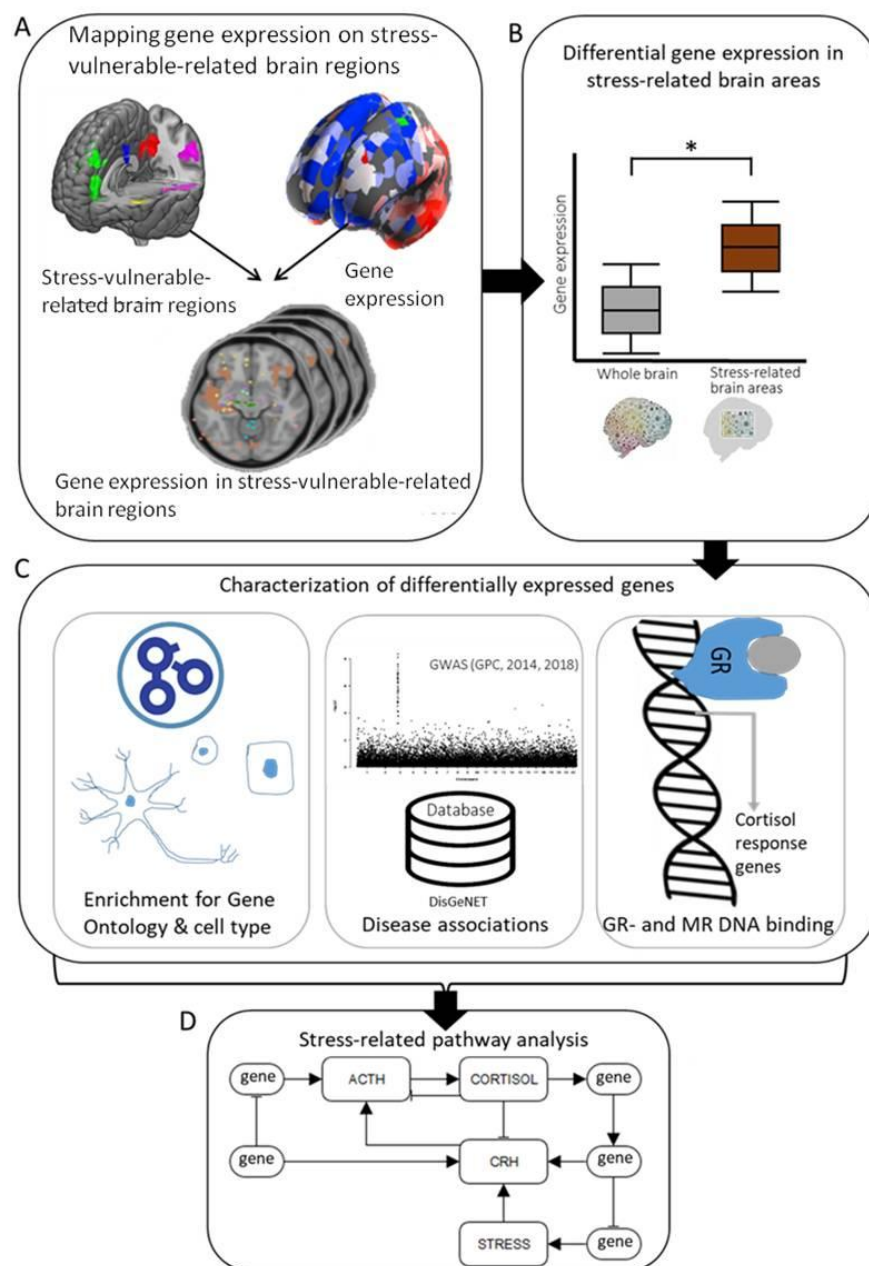 A
Mapping gene expression on stress-
vulnerable-related brain regions
Stress-vulnerable-
related brain regions
Gene
expression
Gene expression in stress-vulnerable-related
brain regions
B
Differential gene expression in
stress-related brain areas
*
Gene expression
Whole brain
Stress-related
brain areas
C
Characterization of differentially expressed genes
Enrichment for Gene
Ontology & cell type
GWAS (GPC, 2014, 2018)
Database
DisGeNET
Disease associations
GR
Cortisol
response
genes
GR- and MR DNA binding
D
Stress-related pathway analysis
gene
ACTH
CORTISOL
gene
gene
CRH
gene
STRESS
gene